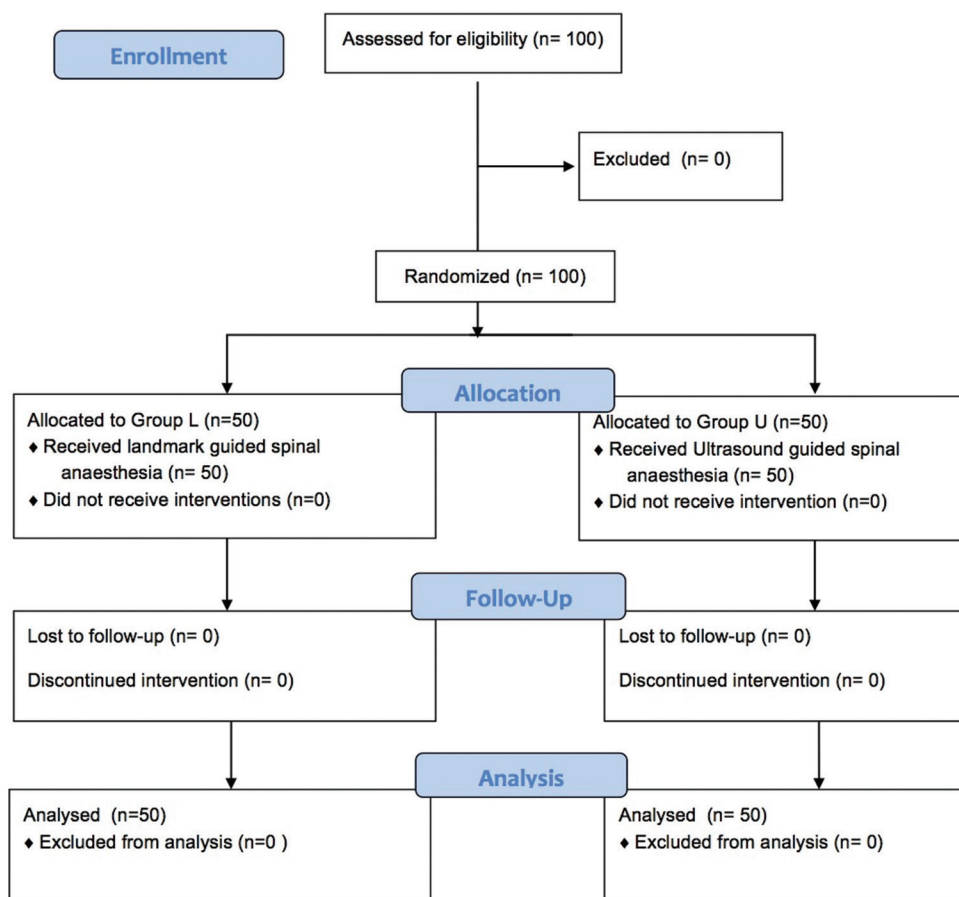 Enrollment
Assessed for eligibility (n= 100)
Excluded (n= 0)
Randomized (n= 100)
Allocation
Allocated to Group L (n=50)
♦ Received landmark guided spinal
anaesthesia (n= 50)
♦ Did not receive interventions (n=0)
Allocated to Group U (n=50)
♦ Received Ultrasound guided spinal
anaesthesia (n= 50)
♦ Did not receive intervention (n=0)
Follow-Up
Lost to follow-up (n= 0)
Discontinued intervention (n= 0)
Lost to follow-up (n= 0)
Discontinued intervention (n= 0)
Analysis
Analysed (n=50)
♦ Excluded from analysis (n=0 )
Analysed (n= 50)
♦ Excluded from analysis (n= 0)